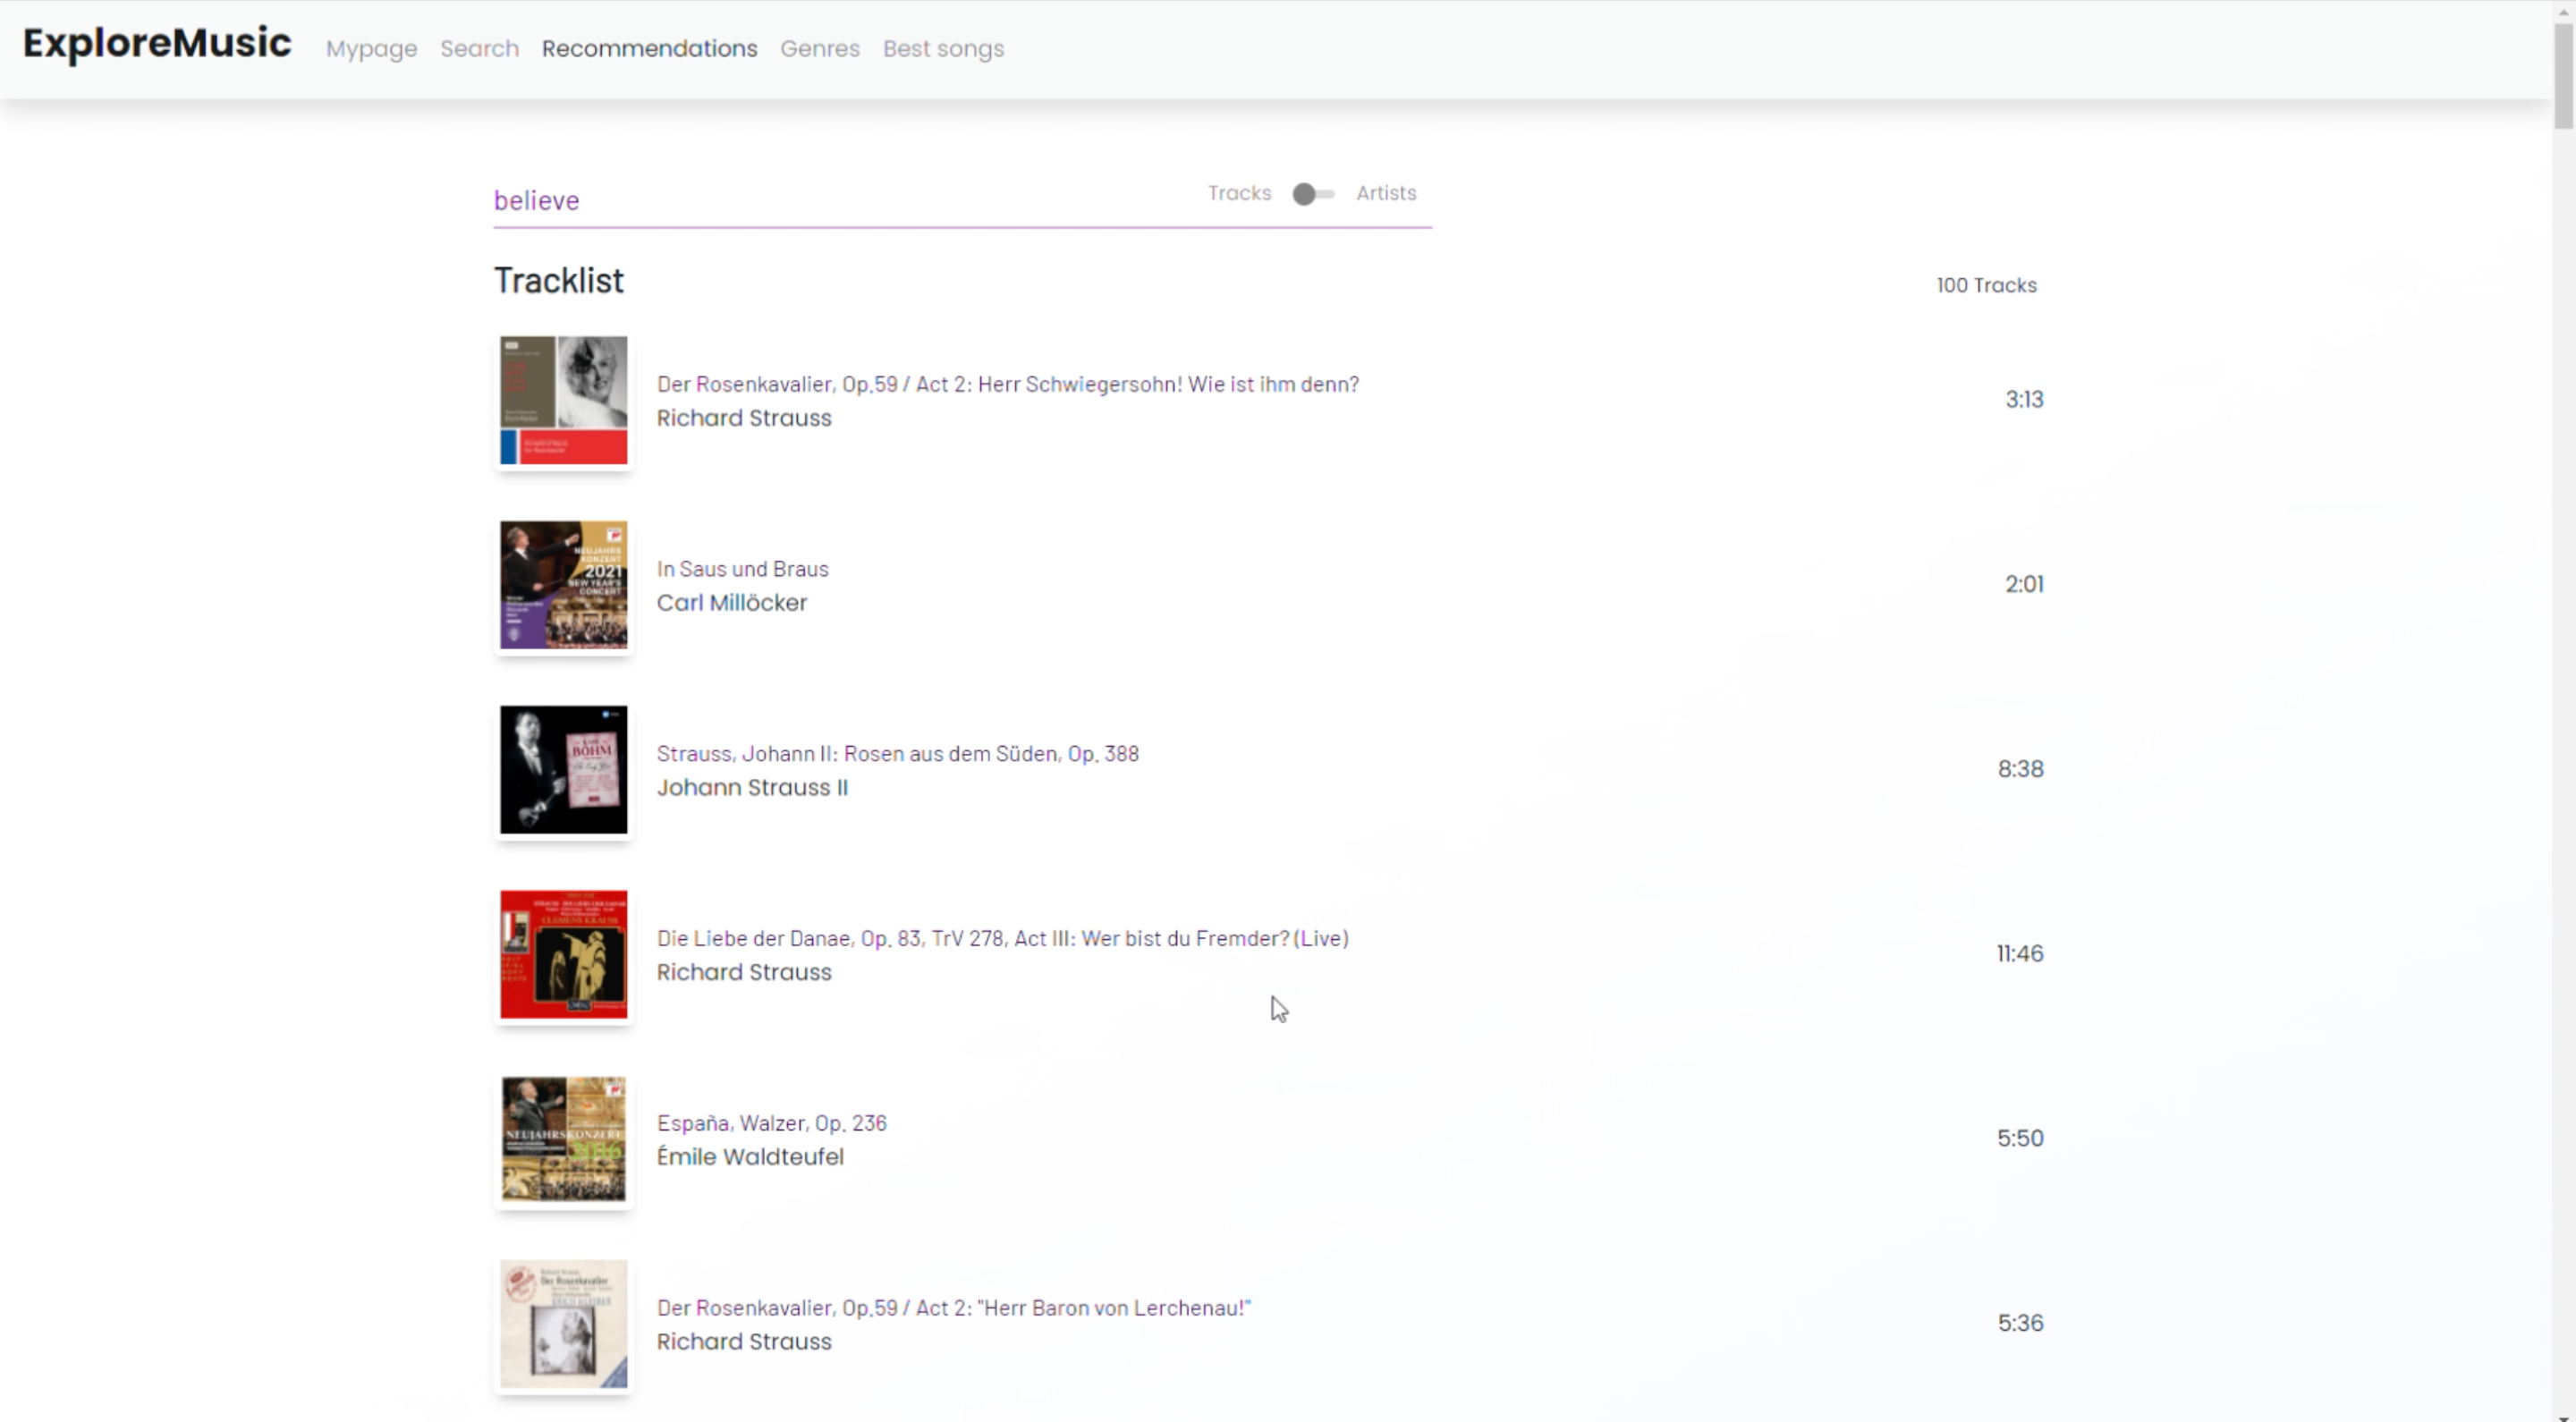 ExploreMusic
Mypage Search Recommendations Genres Best songs
believe
Tracks Artists
Tracklist
100 Tracks
Der Rosenkavalier, Op.59 / Act 2: Herr Schwiegersohn! Wie ist ihm denn?
Richard Strauss
3:13
NEUJAHRS
KONZERT
2021
NEW YEAR'S
CONCERT
In Saus und Braus
Carl Millöcker
2:01
BÖHM
Strauss, Johann II: Rosen aus dem Süden, Op. 388
Johann Strauss II
8:38
CLEMENS KRAUSS
Die Liebe der Danae, Op. 83, TrV 278, Act III: Wer bist du Fremder? (Live)
Richard Strauss
11:46
NEUJAHRSKONZERT
2016
España, Walzer, Op. 236
Émile Waldteufel
5:50
Der Rosenkavalier
Der Rosenkavalier, Op.59 / Act 2: "Herr Baron von Lerchenau!"
Richard Strauss
5:36